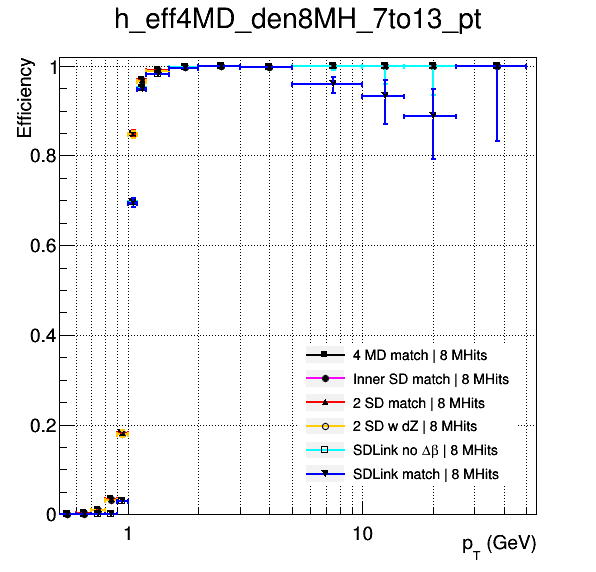 h_eff4MD_den8MH_7to13_pt
Efficiency
1
0.8
0.6
0.4
0.2
0
4 MD match | 8 MHits
Inner SD match | 8 MHits
2 SD match | 8 MHits
2 SD w dZ | 8 MHits
SDLink no Δβ | 8 MHits
SDLink match | 8 MHits
1 10
p_T (GeV)